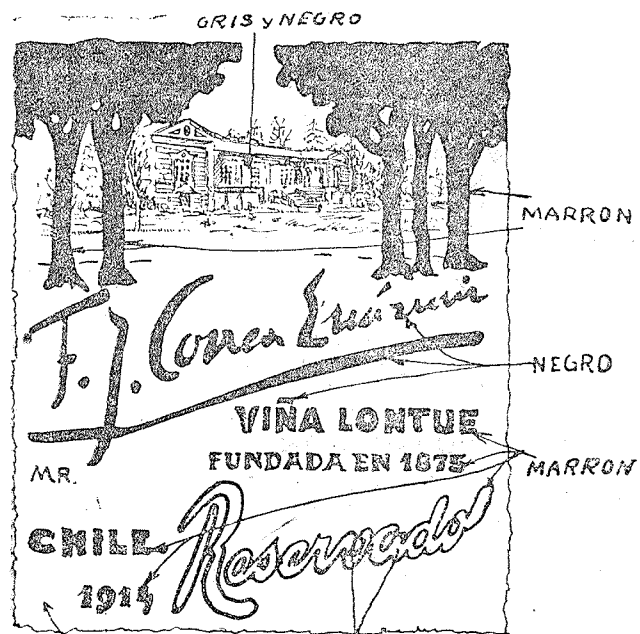 GRIS y NEGRO
MARRON
F. J. Correa Errázuriz
NEGRO
VIÑA LONTUE
FUNDADA EN 1875
MR.
MARRON
CHILE.
Reservado
1914